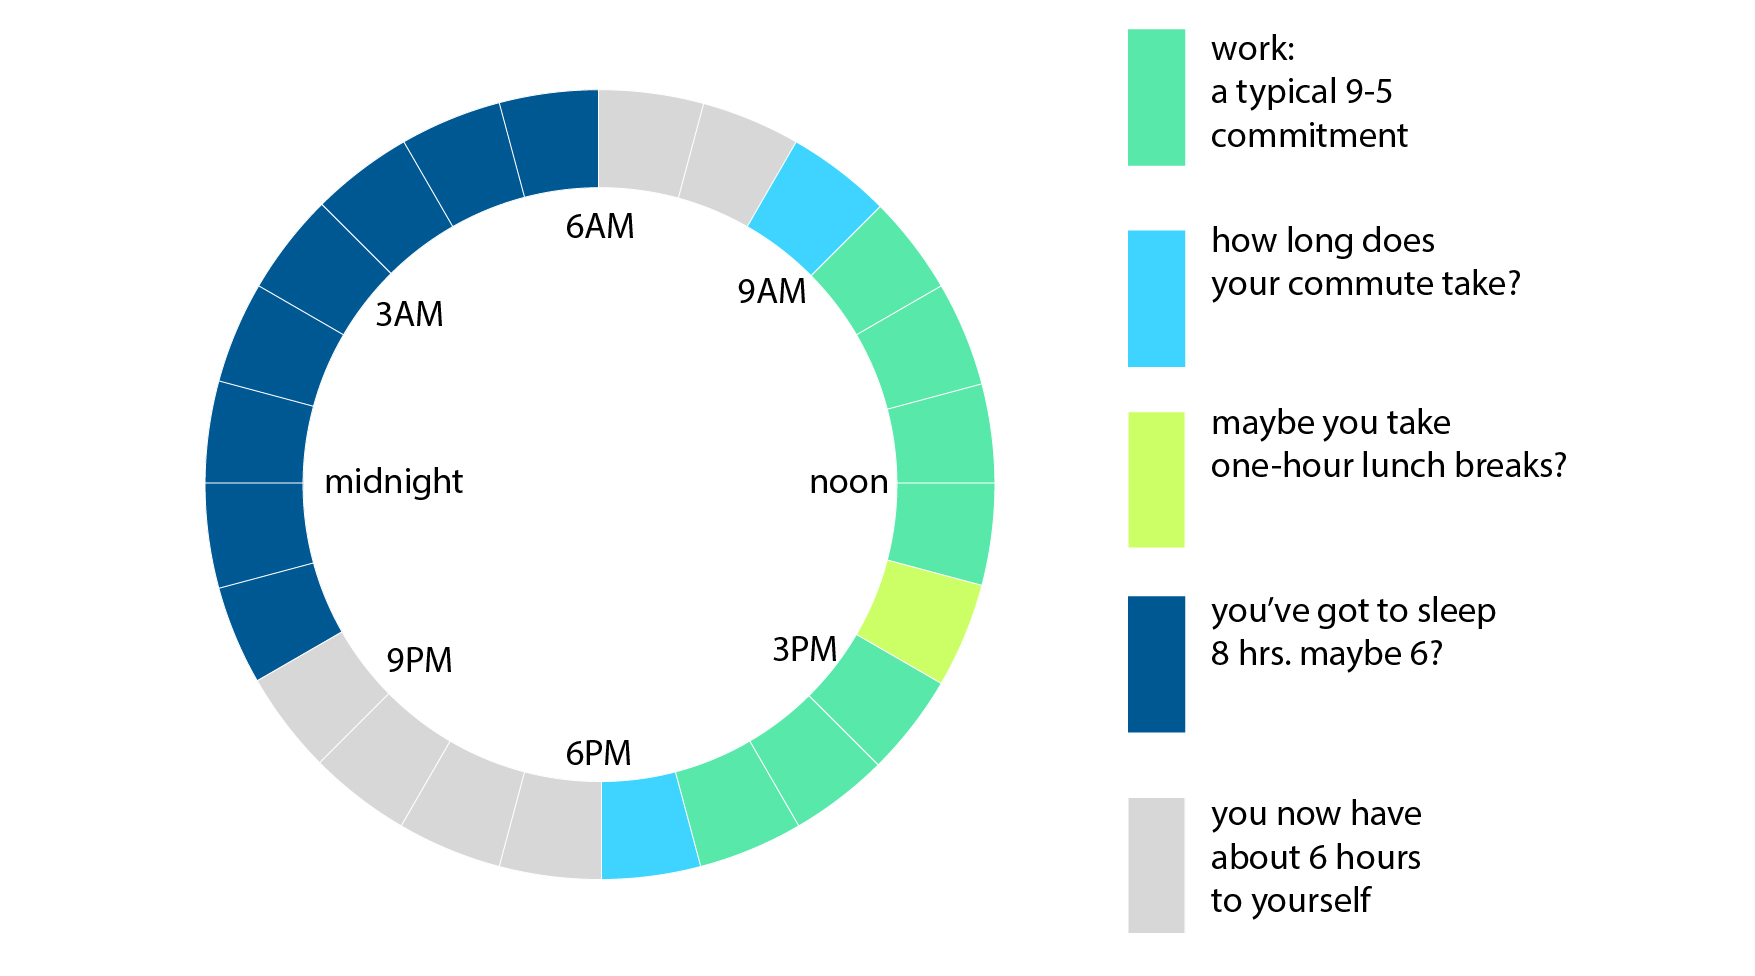 6AM
9AM
3AM
midnight
noon
3PM
9PM
6PM
work:
a typical 9-5
commitment
how long does
your commute take?
maybe you take
one-hour lunch breaks?
you’ve got to sleep
8 hrs. maybe 6?
you now have
about 6 hours
to yourself